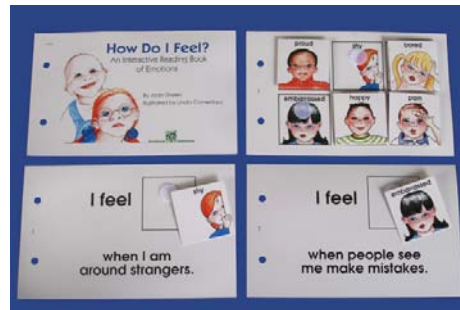 How Do I Feel?
An Interactive Reading Book
of Emotions
proud
shy
bored
embarrassed
happy
pain
I feel
shy
when I am
around strangers.
I feel
embarrassed
when people see
me make mistakes.